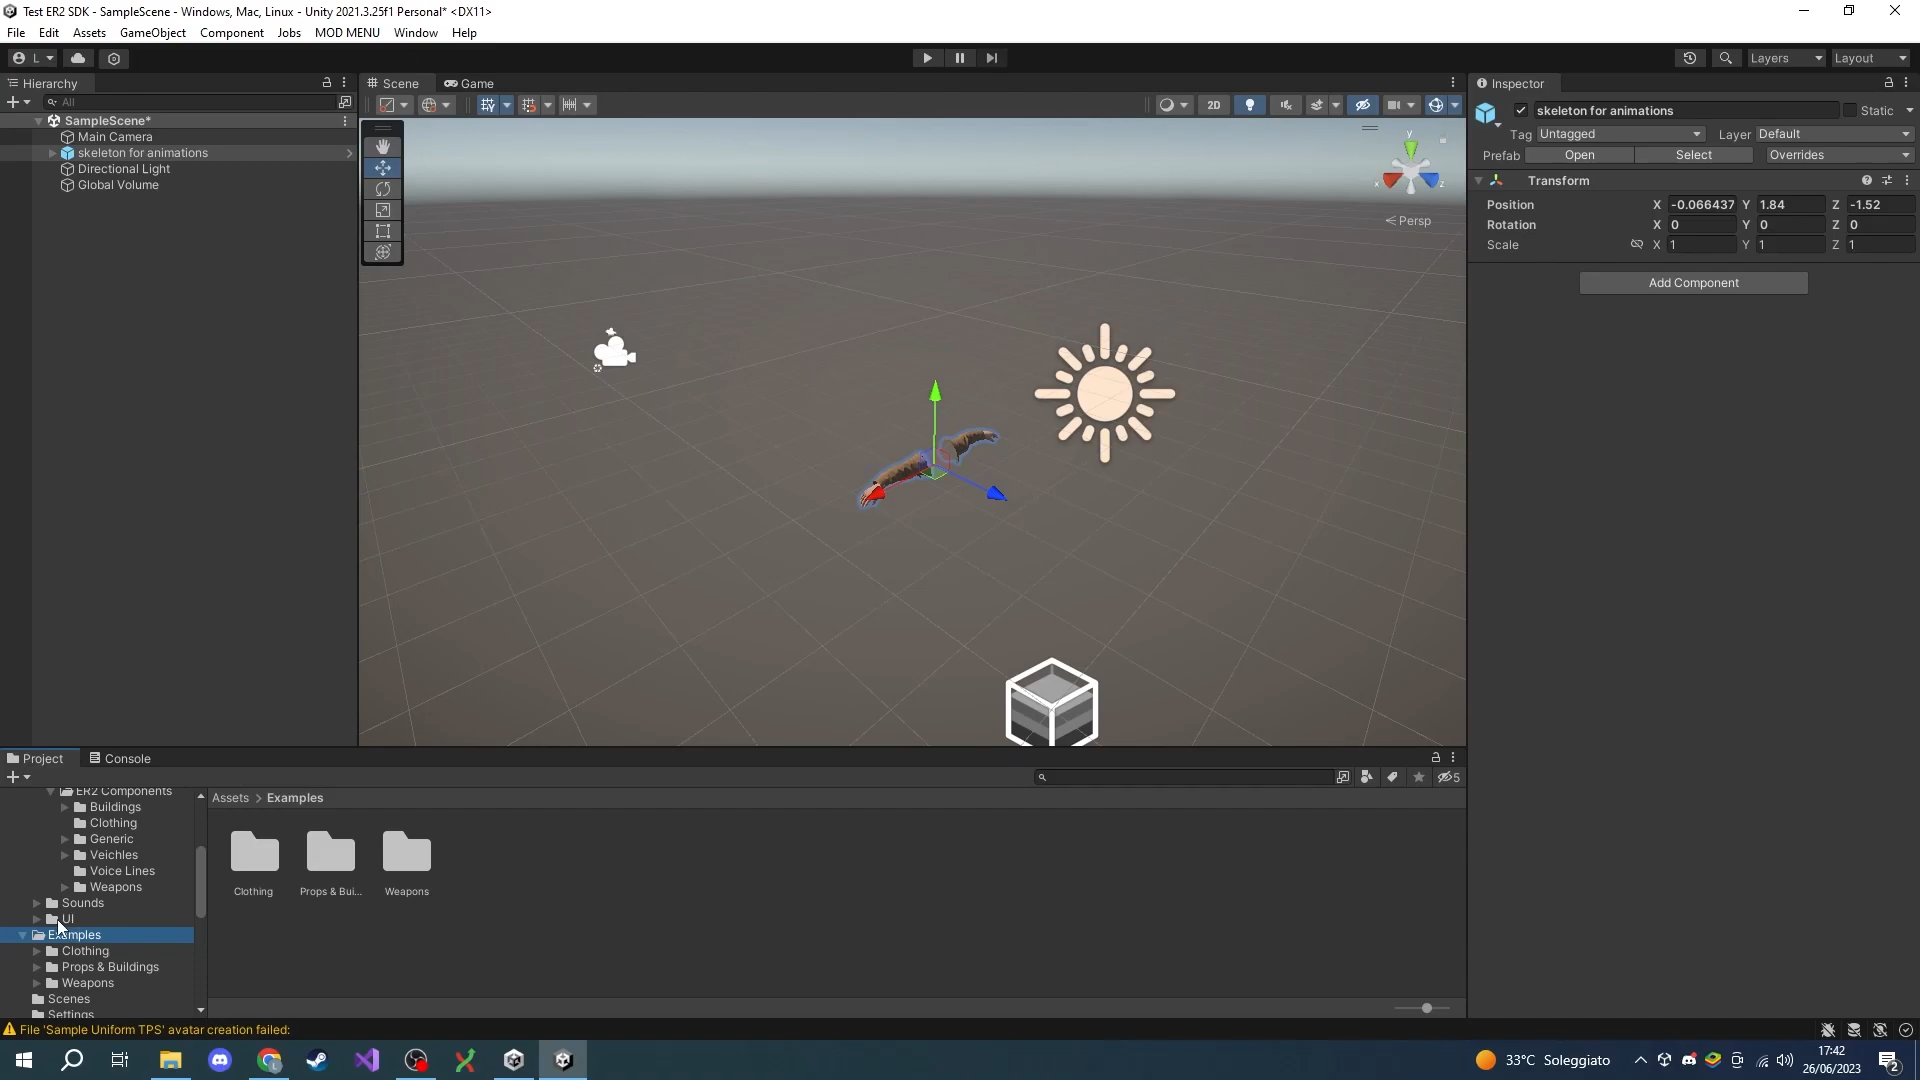 Test ER2 SDK - SampleScene - Windows, Mac, Linux - Unity 2021.3.25f1 Personal* <DX11>
File Edit Assets GameObject Component Jobs MOD MENU Window Help
L
Layers Layout
Hierarchy
All
SampleScene*
Main Camera
skeleton for animations
Directional Light
Global Volume
Scene Game
2D
y
x
z
Persp
Inspector
skeleton for animations
Static
Tag Untagged Layer Default
Prefab Open Select Overrides
Transform
Position X -0.066437 Y 1.84 Z -1.52
Rotation X 0 Y 0 Z 0
Scale X 1 Y 1 Z 1
Add Component
Project Console
5
ER2 Components
Buildings
Clothing
Generic
Veichles
Voice Lines
Weapons
Sounds
UI
Examples
Clothing
Props & Buildings
Weapons
Scenes
Settings
Assets > Examples
Clothing Props & Bui... Weapons
File 'Sample Uniform TPS' avatar creation failed:
33°C Soleggiato
17:42
26/06/2023
2